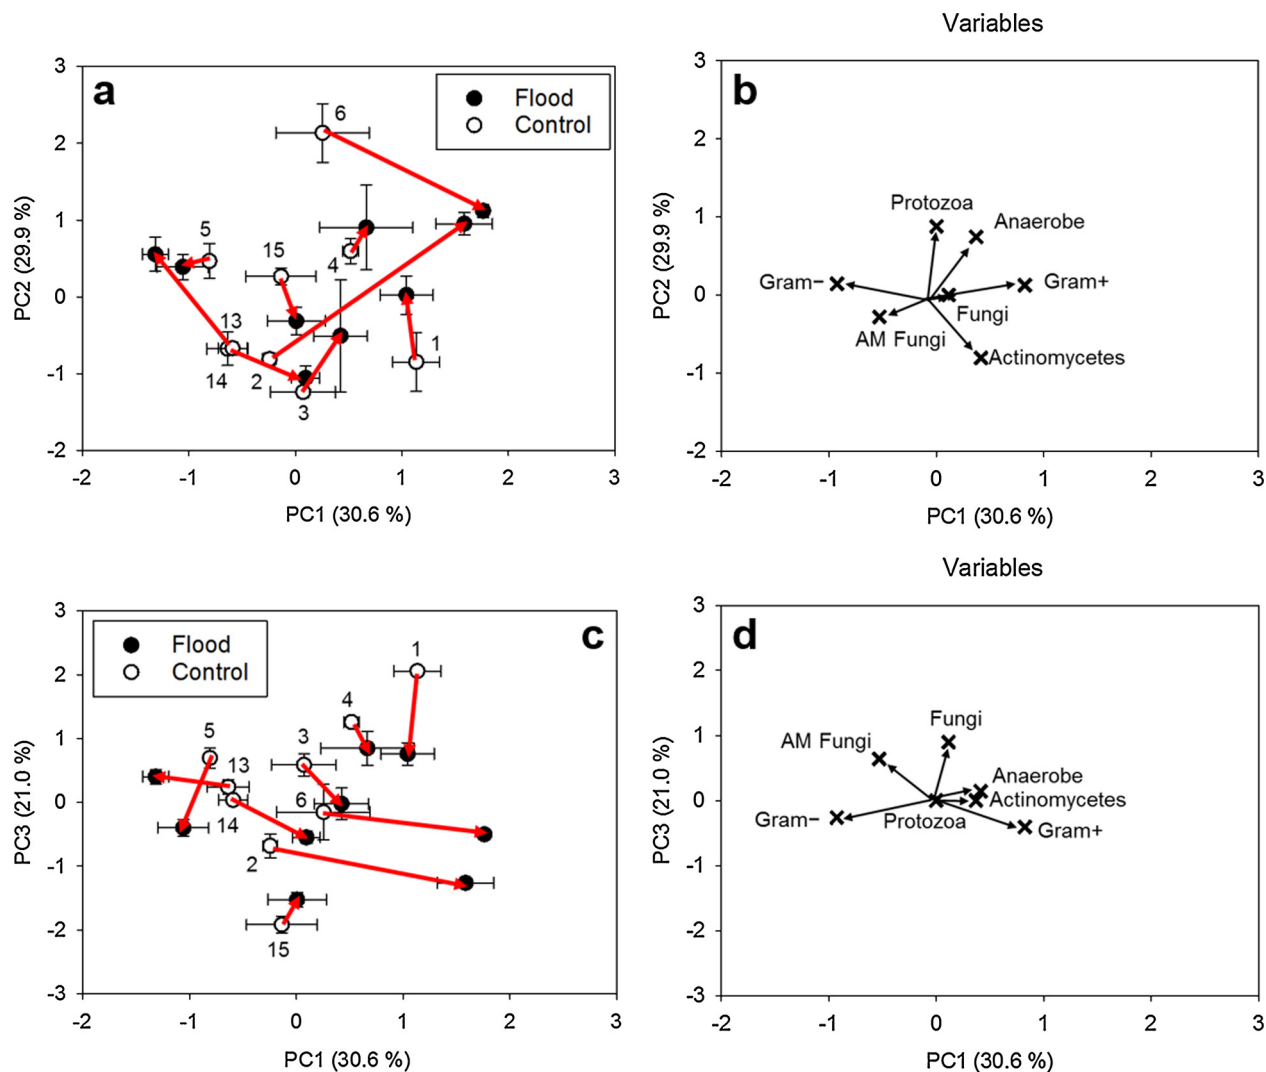 a
Flood
Control
6
5
15
4
13
14
2
3
1
3
2
1
0
-1
-2
PC2 (29.9 %)
-2 -1 0 1 2 3
PC1 (30.6 %)
Variables
b
Protozoa
Anaerobe
Gram−
Gram+
Fungi
AM Fungi
Actinomycetes
3
2
1
0
-1
-2
PC2 (29.9 %)
-2 -1 0 1 2 3
PC1 (30.6 %)
c
Flood
Control
1
4
3
5
13
6
14
2
15
3
2
1
0
-1
-2
-3
PC3 (21.0 %)
-2 -1 0 1 2 3
PC1 (30.6 %)
Variables
d
Fungi
AM Fungi
Anaerobe
Actinomycetes
Gram−
Protozoa
Gram+
3
2
1
0
-1
-2
-3
PC3 (21.0 %)
-2 -1 0 1 2 3
PC1 (30.6 %)